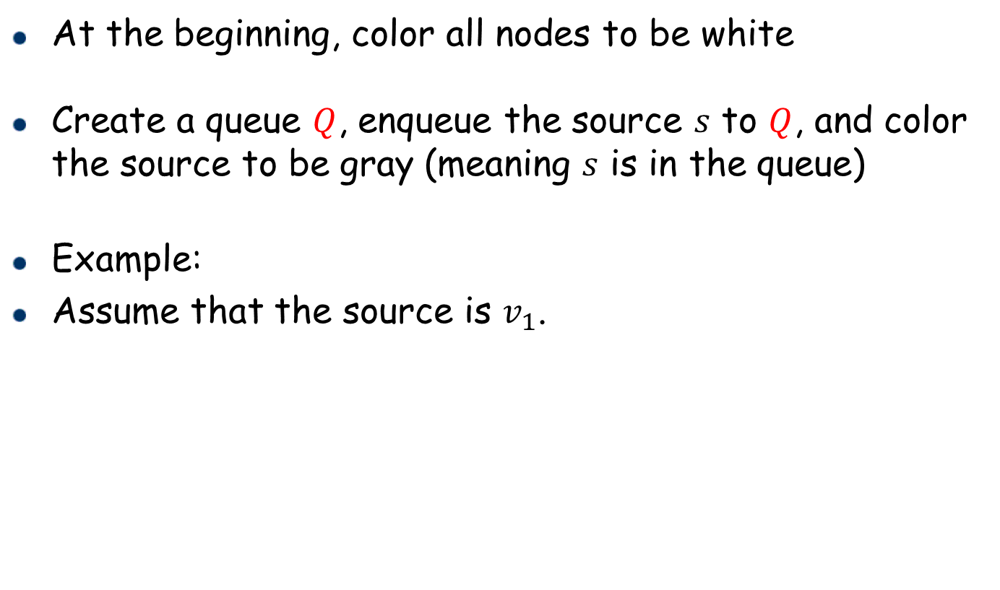 • At the beginning, color all nodes to be white
• Create a queue Q, enqueue the source s to Q, and color
the source to be gray (meaning s is in the queue)
• Example:
• Assume that the source is v₁.